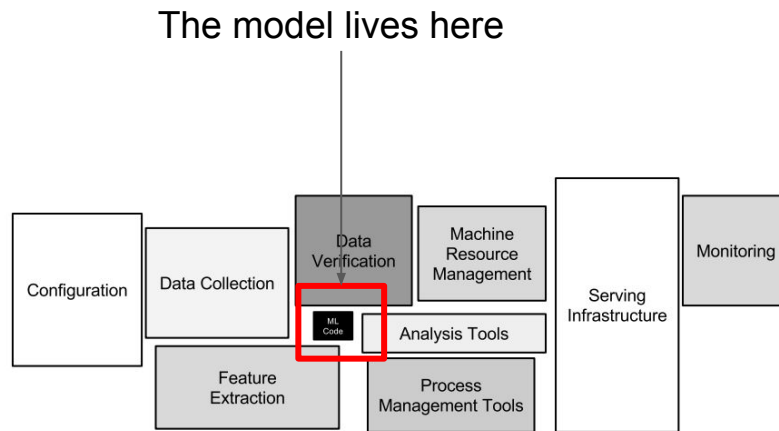 The model lives here
Configuration
Data Collection
Data
Verification
Machine
Resource
Management
Monitoring
Serving
Infrastructure
ML
Code
Analysis Tools
Feature
Extraction
Process
Management Tools